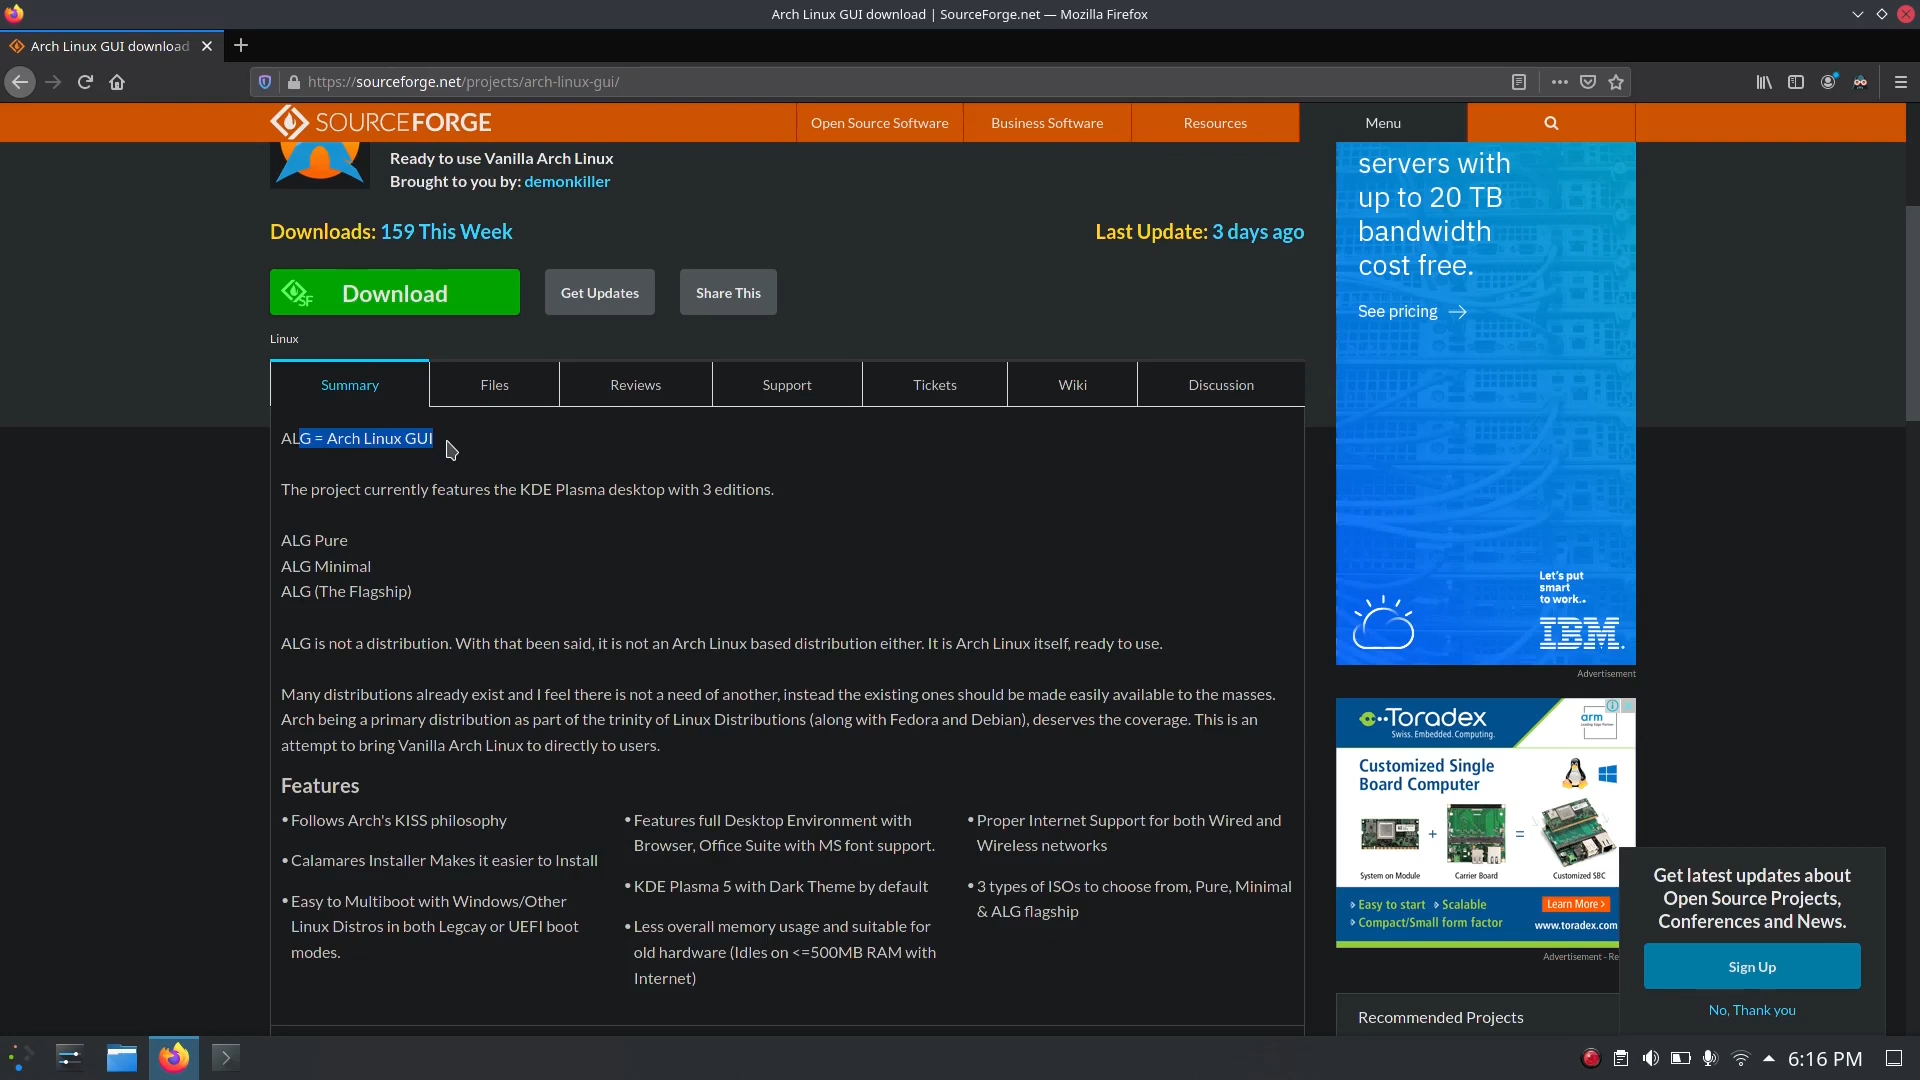 Arch Linux GUI download | SourceForge.net — Mozilla Firefox
Arch Linux GUI download
https://sourceforge.net/projects/arch-linux-gui/
SOURCEFORGE
Open Source Software
Business Software
Resources
Menu
Ready to use Vanilla Arch Linux
Brought to you by: demonkiller
Downloads: 159 This Week
Last Update: 3 days ago
SF
Download
Get Updates
Share This
Linux
Summary
Files
Reviews
Support
Tickets
Wiki
Discussion
ALG = Arch Linux GUI
The project currently features the KDE Plasma desktop with 3 editions.
ALG Pure
ALG Minimal
ALG (The Flagship)
ALG is not a distribution. With that been said, it is not an Arch Linux based distribution either. It is Arch Linux itself, ready to use.
Many distributions already exist and I feel there is not a need of another, instead the existing ones should be made easily available to the masses.
Arch being a primary distribution as part of the trinity of Linux Distributions (along with Fedora and Debian), deserves the coverage. This is an
attempt to bring Vanilla Arch Linux to directly to users.
Features
•Follows Arch's KISS philosophy
•Calamares Installer Makes it easier to Install
•Easy to Multiboot with Windows/Other
Linux Distros in both Legcay or UEFI boot
modes.
•Features full Desktop Environment with
Browser, Office Suite with MS font support.
•KDE Plasma 5 with Dark Theme by default
•Less overall memory usage and suitable for
old hardware (Idles on <=500MB RAM with
Internet)
•Proper Internet Support for both Wired and
Wireless networks
•3 types of ISOs to choose from, Pure, Minimal
& ALG flagship
servers with
up to 20 TB
bandwidth
cost free.
See pricing →
Let's put
smart
to work..
IBM.
Advertisement
Toradex
Swiss. Embedded. Computing.
arm
Customized Single
Board Computer
+
=
System on Module
Carrier Board
Customized SBC
Easy to start
Scalable
Compact/Small form factor
Learn More >
www.toradex.com
Advertisement - Re
Recommended Projects
Get latest updates about
Open Source Projects,
Conferences and News.
Sign Up
No, Thank you
6:16 PM